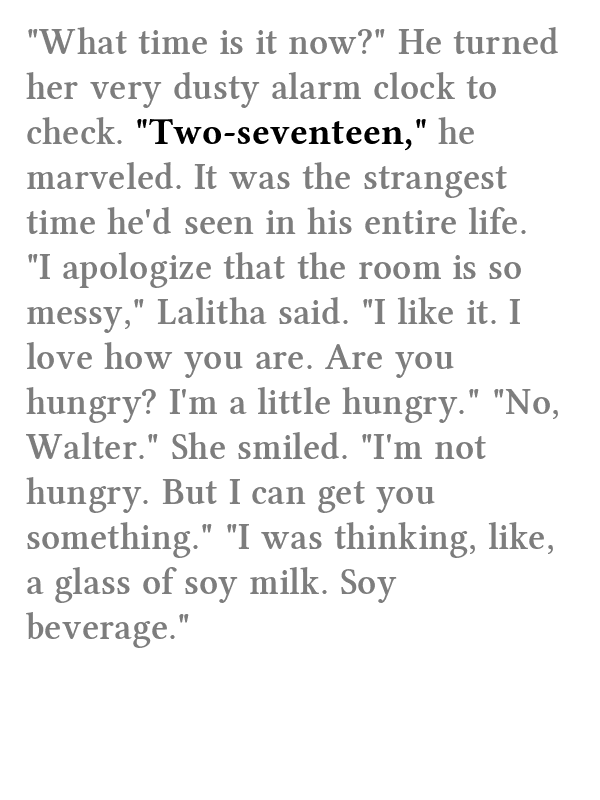 "What time is it now?" He turned
her very dusty alarm clock to
check. "Two-seventeen," he
marveled. It was the strangest
time he'd seen in his entire life.
"I apologize that the room is so
messy," Lalitha said. "I like it. I
love how you are. Are you
hungry? I'm a little hungry." "No,
Walter." She smiled. "I'm not
hungry. But I can get you
something." "I was thinking, like,
a glass of soy milk. Soy
beverage."